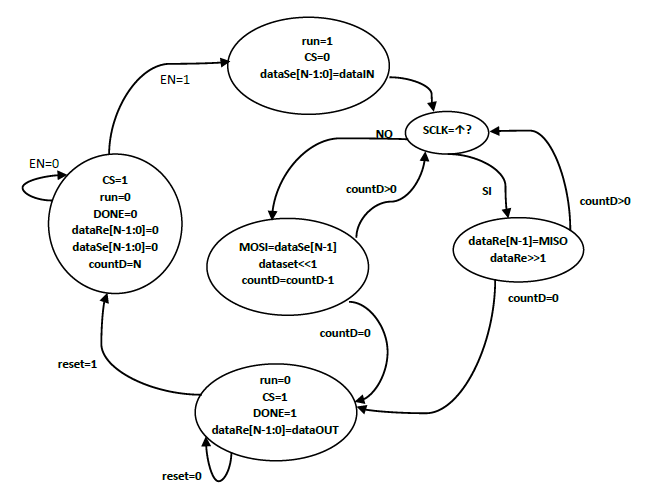 run=1
CS=0
dataSe[N-1:0]=dataIN
EN=1
SCLK=↑?
NO
EN=0
CS=1
run=0
DONE=0
dataRe[N-1:0]=0
dataSe[N-1:0]=0
countD=N
countD>0
SI
countD>0
MOSI=dataSe[N-1]
dataset<<1
countD=countD-1
dataRe[N-1]=MISO
dataRe>>1
countD=0
countD=0
reset=1
run=0
CS=1
DONE=1
dataRe[N-1:0]=dataOUT
reset=0